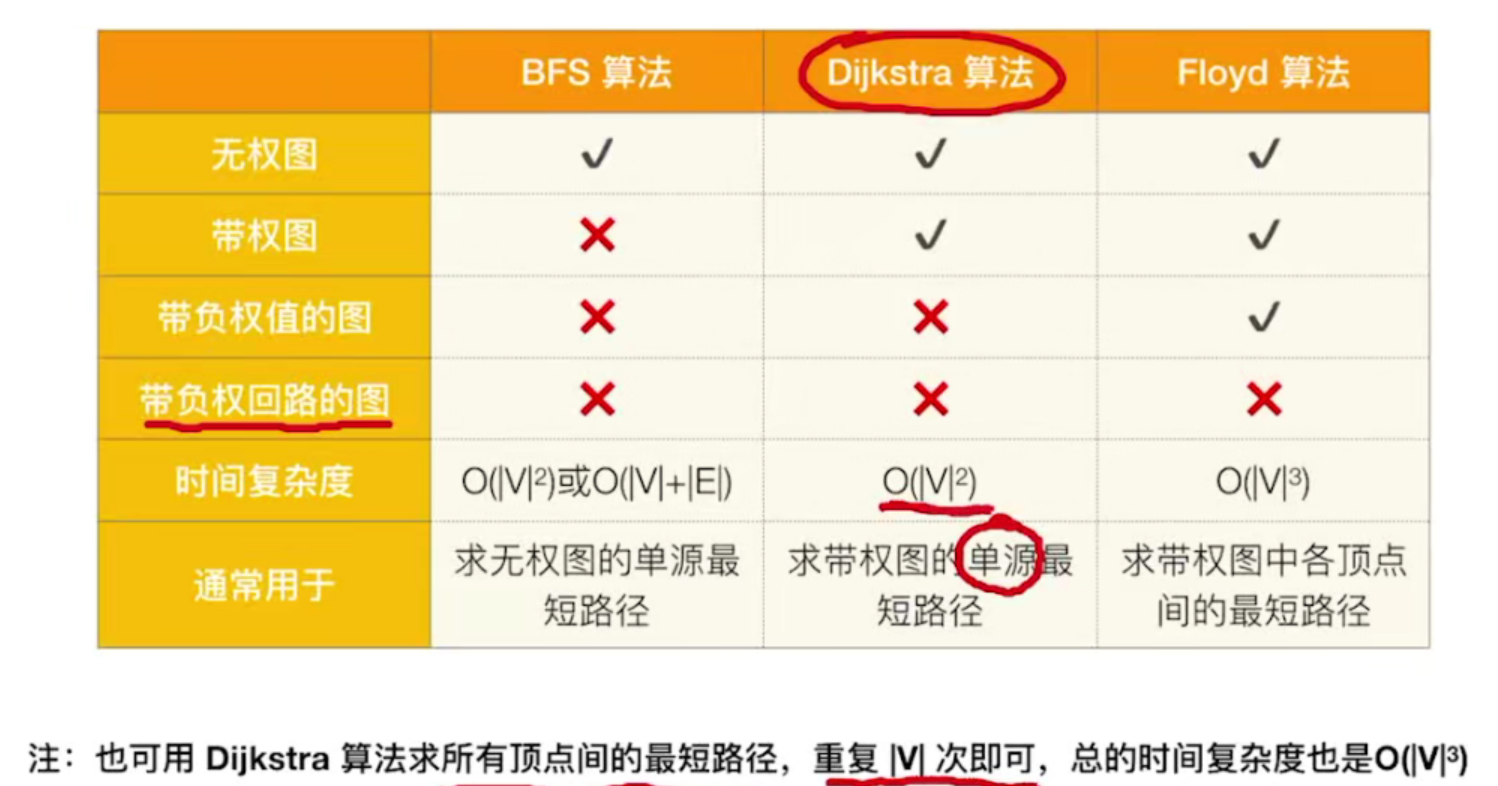 BFS 算法 Dijkstra 算法 Floyd 算法
无权图 ✓ ✓ ✓
带权图 ✕ ✓ ✓
带负权值的图 ✕ ✕ ✓
带负权回路的图 ✕ ✕ ✕
时间复杂度 O(|V|²)或O(|V|+|E|) O(|V|²) O(|V|³)
通常用于 求无权图的单源最 求带权图的单源最 求带权图中各顶点
短路径 短路径 间的最短路径
注：也可用 Dijkstra 算法求所有顶点间的最短路径，重复 |V| 次即可，总的时间复杂度也是O(|V|³)